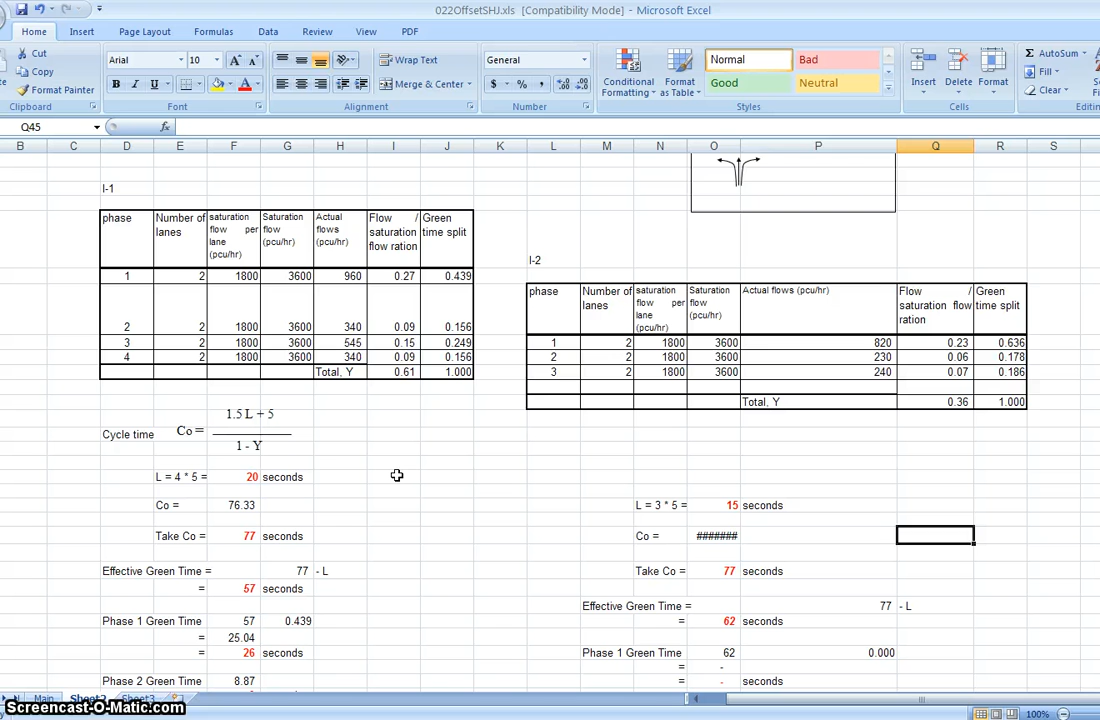 022OffsetSHJ.xls [Compatibility Mode] - Microsoft Excel
Home Insert Page Layout Formulas Data Review View PDF
Cut
Copy
Format Painter
Clipboard
Arial 10
B I U
Font
Wrap Text
Merge & Center
Alignment
General
$ % ,
Number
Conditional Formatting
Format as Table
Normal Bad
Good Neutral
Styles
Insert Delete Format
Cells
AutoSum
Fill
Clear
Q45 fx
B C D E F G H I J K L M N O P Q R S
I-1
phase Number of lanes saturation flow per lane (pcu/hr) Saturation flow (pcu/hr) Actual flows (pcu/hr) Flow / saturation flow ration Green time split
1 2 1800 3600 960 0.27 0.439
2 2 1800 3600 340 0.09 0.156
3 2 1800 3600 545 0.15 0.249
4 2 1800 3600 340 0.09 0.156
Total, Y 0.61 1.000
Cycle time Co = 1.5 L + 5
1 - Y
L = 4 * 5 = 20 seconds
Co = 76.33
Take Co = 77 seconds
Effective Green Time = 77 - L
= 57 seconds
Phase 1 Green Time 57 0.439
= 25.04
= 26 seconds
Phase 2 Green Time 8.87
I-2
phase Number of lanes saturation flow per lane (pcu/hr) Saturation flow (pcu/hr) Actual flows (pcu/hr) Flow / saturation flow ration Green time split
1 2 1800 3600 820 0.23 0.636
2 2 1800 3600 230 0.06 0.178
3 2 1800 3600 240 0.07 0.186
Total, Y 0.36 1.000
L = 3 * 5 = 15 seconds
Co = #######
Take Co = 77 seconds
Effective Green Time = 77 - L
= 62 seconds
Phase 1 Green Time 62 0.000
= -
= - seconds
Main Sheet2 Sheet3
Screencast-O-Matic.com
100%